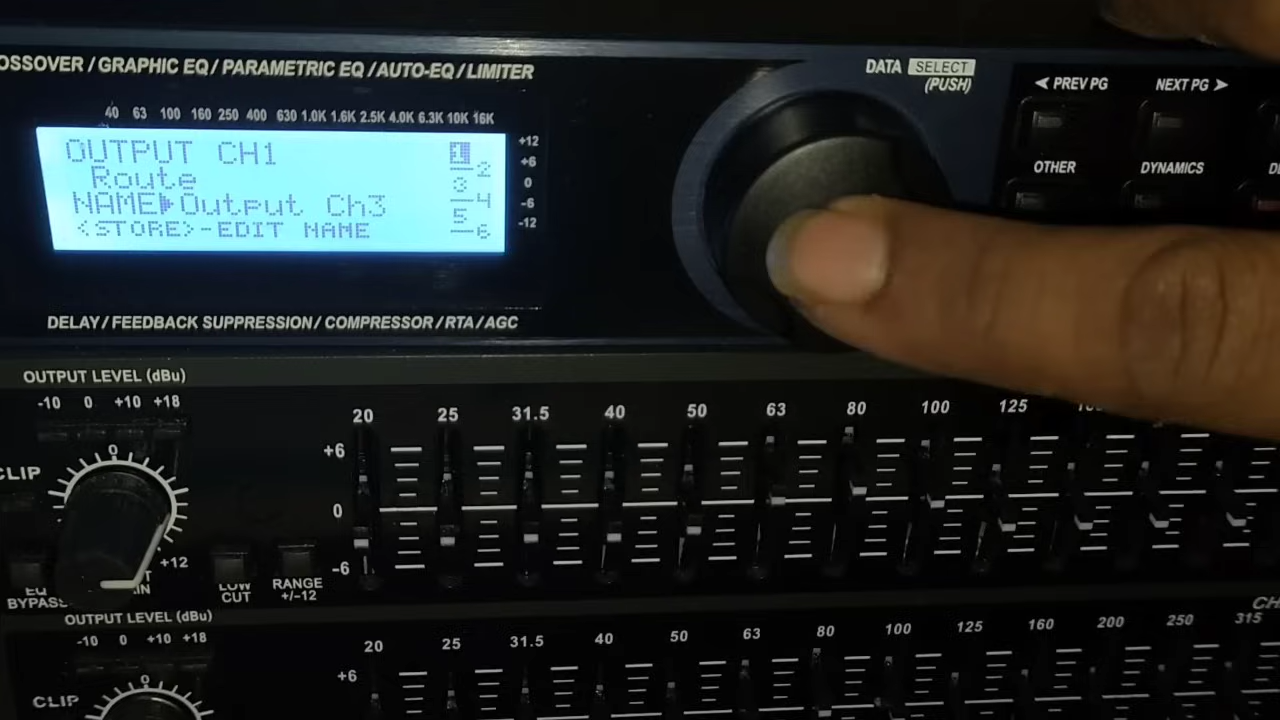 OSSOVER / GRAPHIC EQ / PARAMETRIC EQ / AUTO-EQ / LIMITER
DATA SELECT
(PUSH)
PREV PG NEXT PG
40 63 100 160 250 400 630 1.0K 1.6K 2.5K 4.0K 6.3K 10K 16K
OUTPUT CH1 1
Route 2
3
NAME Output Ch3 4
5
<STORE>-EDIT NAME 6
+12
+6
0
-6
-12
OTHER DYNAMICS
DELAY / FEEDBACK SUPPRESSION / COMPRESSOR / RTA / AGC
OUTPUT LEVEL (dBu)
-10 0 +10 +18
20 25 31.5 40 50 63 80 100 125
0
CLIP
+12
+6
0
-6
EQ
BYPASS
LOW
CUT
RANGE
+/-12
OUTPUT LEVEL (dBu)
-10 0 +10 +18
20 25 31.5 40 50 63 80 100 125 160 200 250 315
CH
0
CLIP
+6